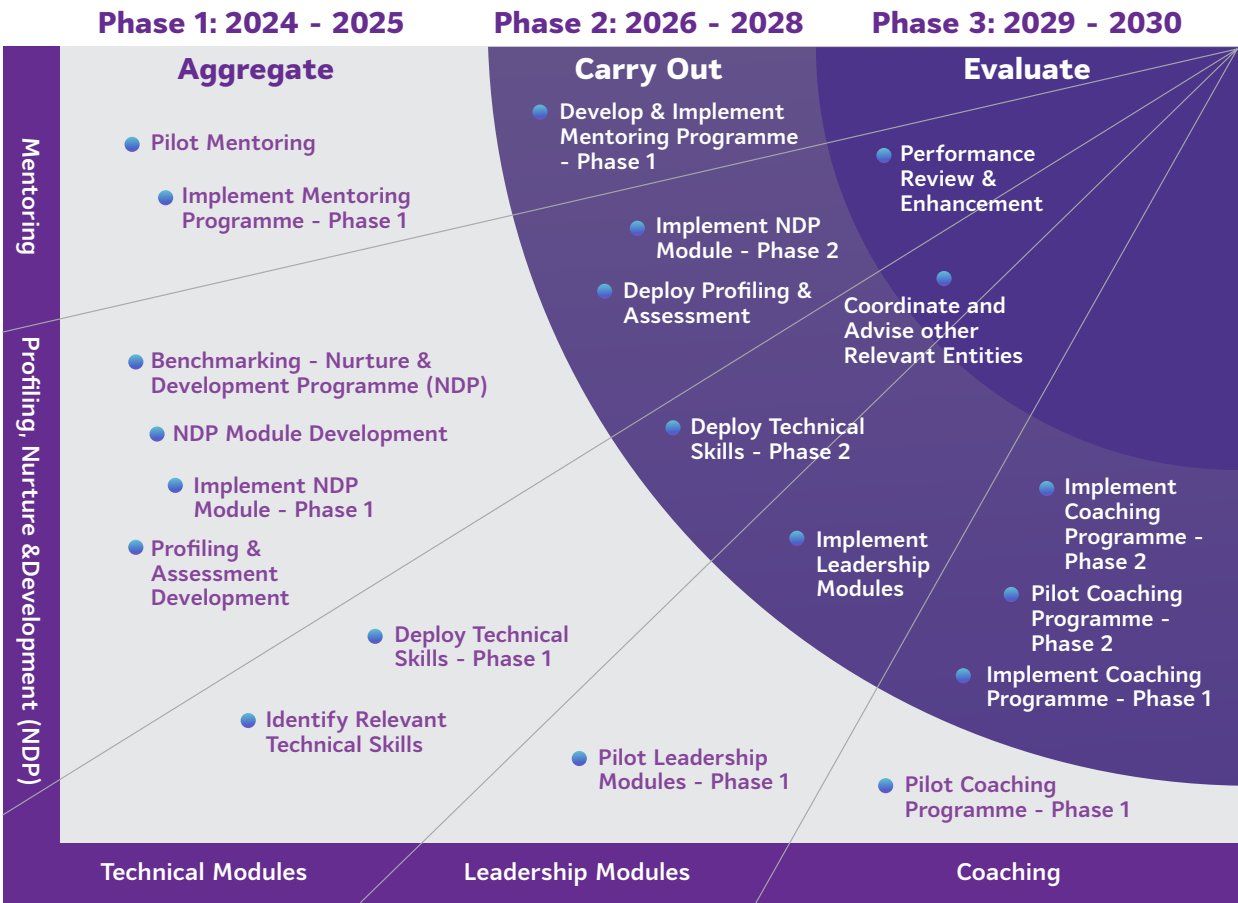 Phase 1: 2024 - 2025
Phase 2: 2026 - 2028
Phase 3: 2029 - 2030
Aggregate
Carry Out
Evaluate
Mentoring
Pilot Mentoring
Implement Mentoring
Programme - Phase 1
Develop & Implement
Mentoring Programme
- Phase 1
Performance
Review &
Enhancement
Implement NDP
Module - Phase 2
Deploy Profiling &
Assessment
Coordinate and
Advise other
Relevant Entities
Profiling, Nurture &Development (NDP)
Benchmarking - Nurture &
Development Programme (NDP)
NDP Module Development
Implement NDP
Module - Phase 1
Profiling &
Assessment
Development
Deploy Technical
Skills - Phase 2
Implement
Leadership
Modules
Implement
Coaching
Programme -
Phase 2
Pilot Coaching
Programme -
Phase 2
Implement Coaching
Programme - Phase 1
Deploy Technical
Skills - Phase 1
Identify Relevant
Technical Skills
Pilot Leadership
Modules - Phase 1
Pilot Coaching
Programme - Phase 1
Technical Modules
Leadership Modules
Coaching